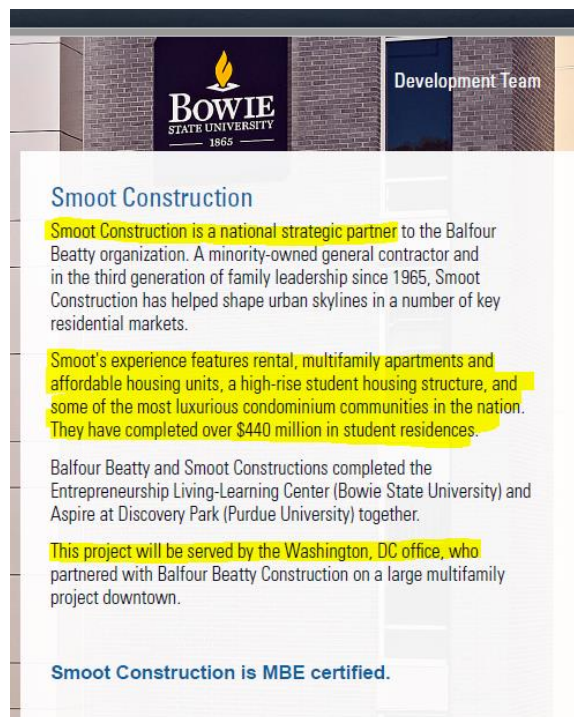 Development Team
BOWIE
STATE UNIVERSITY
1865
Smoot Construction
Smoot Construction is a national strategic partner to the Balfour
Beatty organization. A minority-owned general contractor and
in the third generation of family leadership since 1965, Smoot
Construction has helped shape urban skylines in a number of key
residential markets.
Smoot's experience features rental, multifamily apartments and
affordable housing units, a high-rise student housing structure, and
some of the most luxurious condominium communities in the nation.
They have completed over $440 million in student residences.
Balfour Beatty and Smoot Constructions completed the
Entrepreneurship Living-Learning Center (Bowie State University) and
Aspire at Discovery Park (Purdue University) together.
This project will be served by the Washington, DC office, who
partnered with Balfour Beatty Construction on a large multifamily
project downtown.
Smoot Construction is MBE certified.